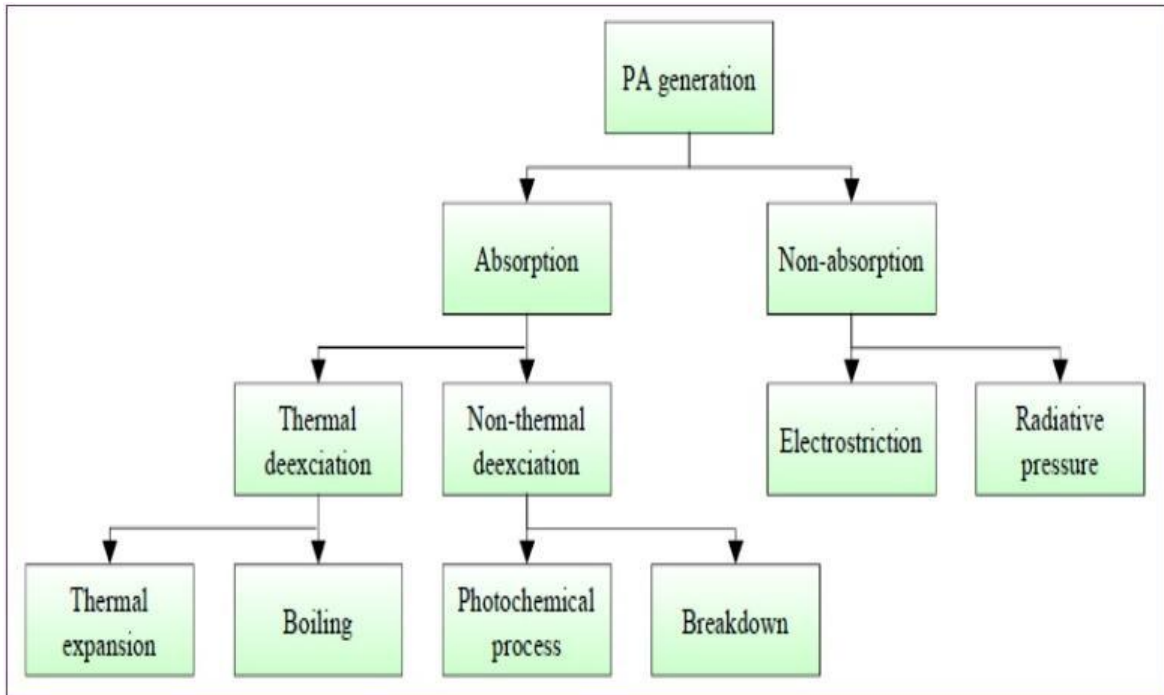 PA generation
Absorption
Non-absorption
Thermal
deexciation
Non-thermal
deexciation
Electrostriction
Radiative
pressure
Thermal
expansion
Boiling
Photochemical
process
Breakdown